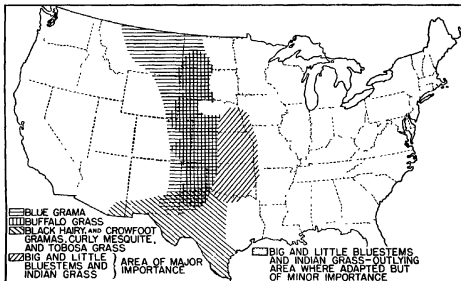 BLUE GRAMA
BUFFALO GRASS
BLACK HAIRY, AND CROWFOOT
GRAMAS, CURLY MESQUITE,
AND TOBOSA GRASS
BIG AND LITTLE
BLUESTEMS AND
INDIAN GRASS
AREA OF MAJOR
IMPORTANCE
BIG AND LITTLE BLUESTEMS
AND INDIAN GRASS-OUTLYING
AREA WHERE ADAPTED BUT
OF MINOR IMPORTANCE